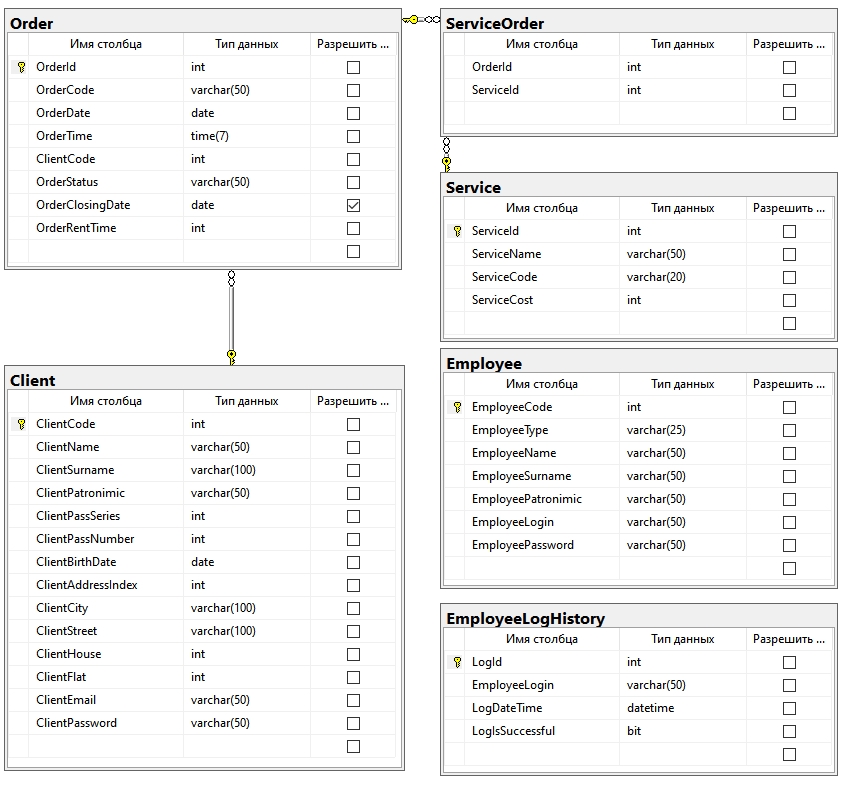 Order
Имя столбца Тип данных Разрешить ...
OrderId int
OrderCode varchar(50)
OrderDate date
OrderTime time(7)
ClientCode int
OrderStatus varchar(50)
OrderClosingDate date
OrderRentTime int
ServiceOrder
Имя столбца Тип данных Разрешить ...
OrderId int
ServiceId int
Service
Имя столбца Тип данных Разрешить ...
ServiceId int
ServiceName varchar(50)
ServiceCode varchar(20)
ServiceCost int
Client
Имя столбца Тип данных Разрешить ...
ClientCode int
ClientName varchar(50)
ClientSurname varchar(100)
ClientPatronimic varchar(50)
ClientPassSeries int
ClientPassNumber int
ClientBirthDate date
ClientAddressIndex int
ClientCity varchar(100)
ClientStreet varchar(100)
ClientHouse int
ClientFlat int
ClientEmail varchar(50)
ClientPassword varchar(50)
Employee
Имя столбца Тип данных Разрешить ...
EmployeeCode int
EmployeeType varchar(25)
EmployeeName varchar(50)
EmployeeSurname varchar(50)
EmployeePatronimic varchar(50)
EmployeeLogin varchar(50)
EmployeePassword varchar(50)
EmployeeLogHistory
Имя столбца Тип данных Разрешить ...
LogId int
EmployeeLogin varchar(50)
LogDateTime datetime
LogIsSuccessful bit